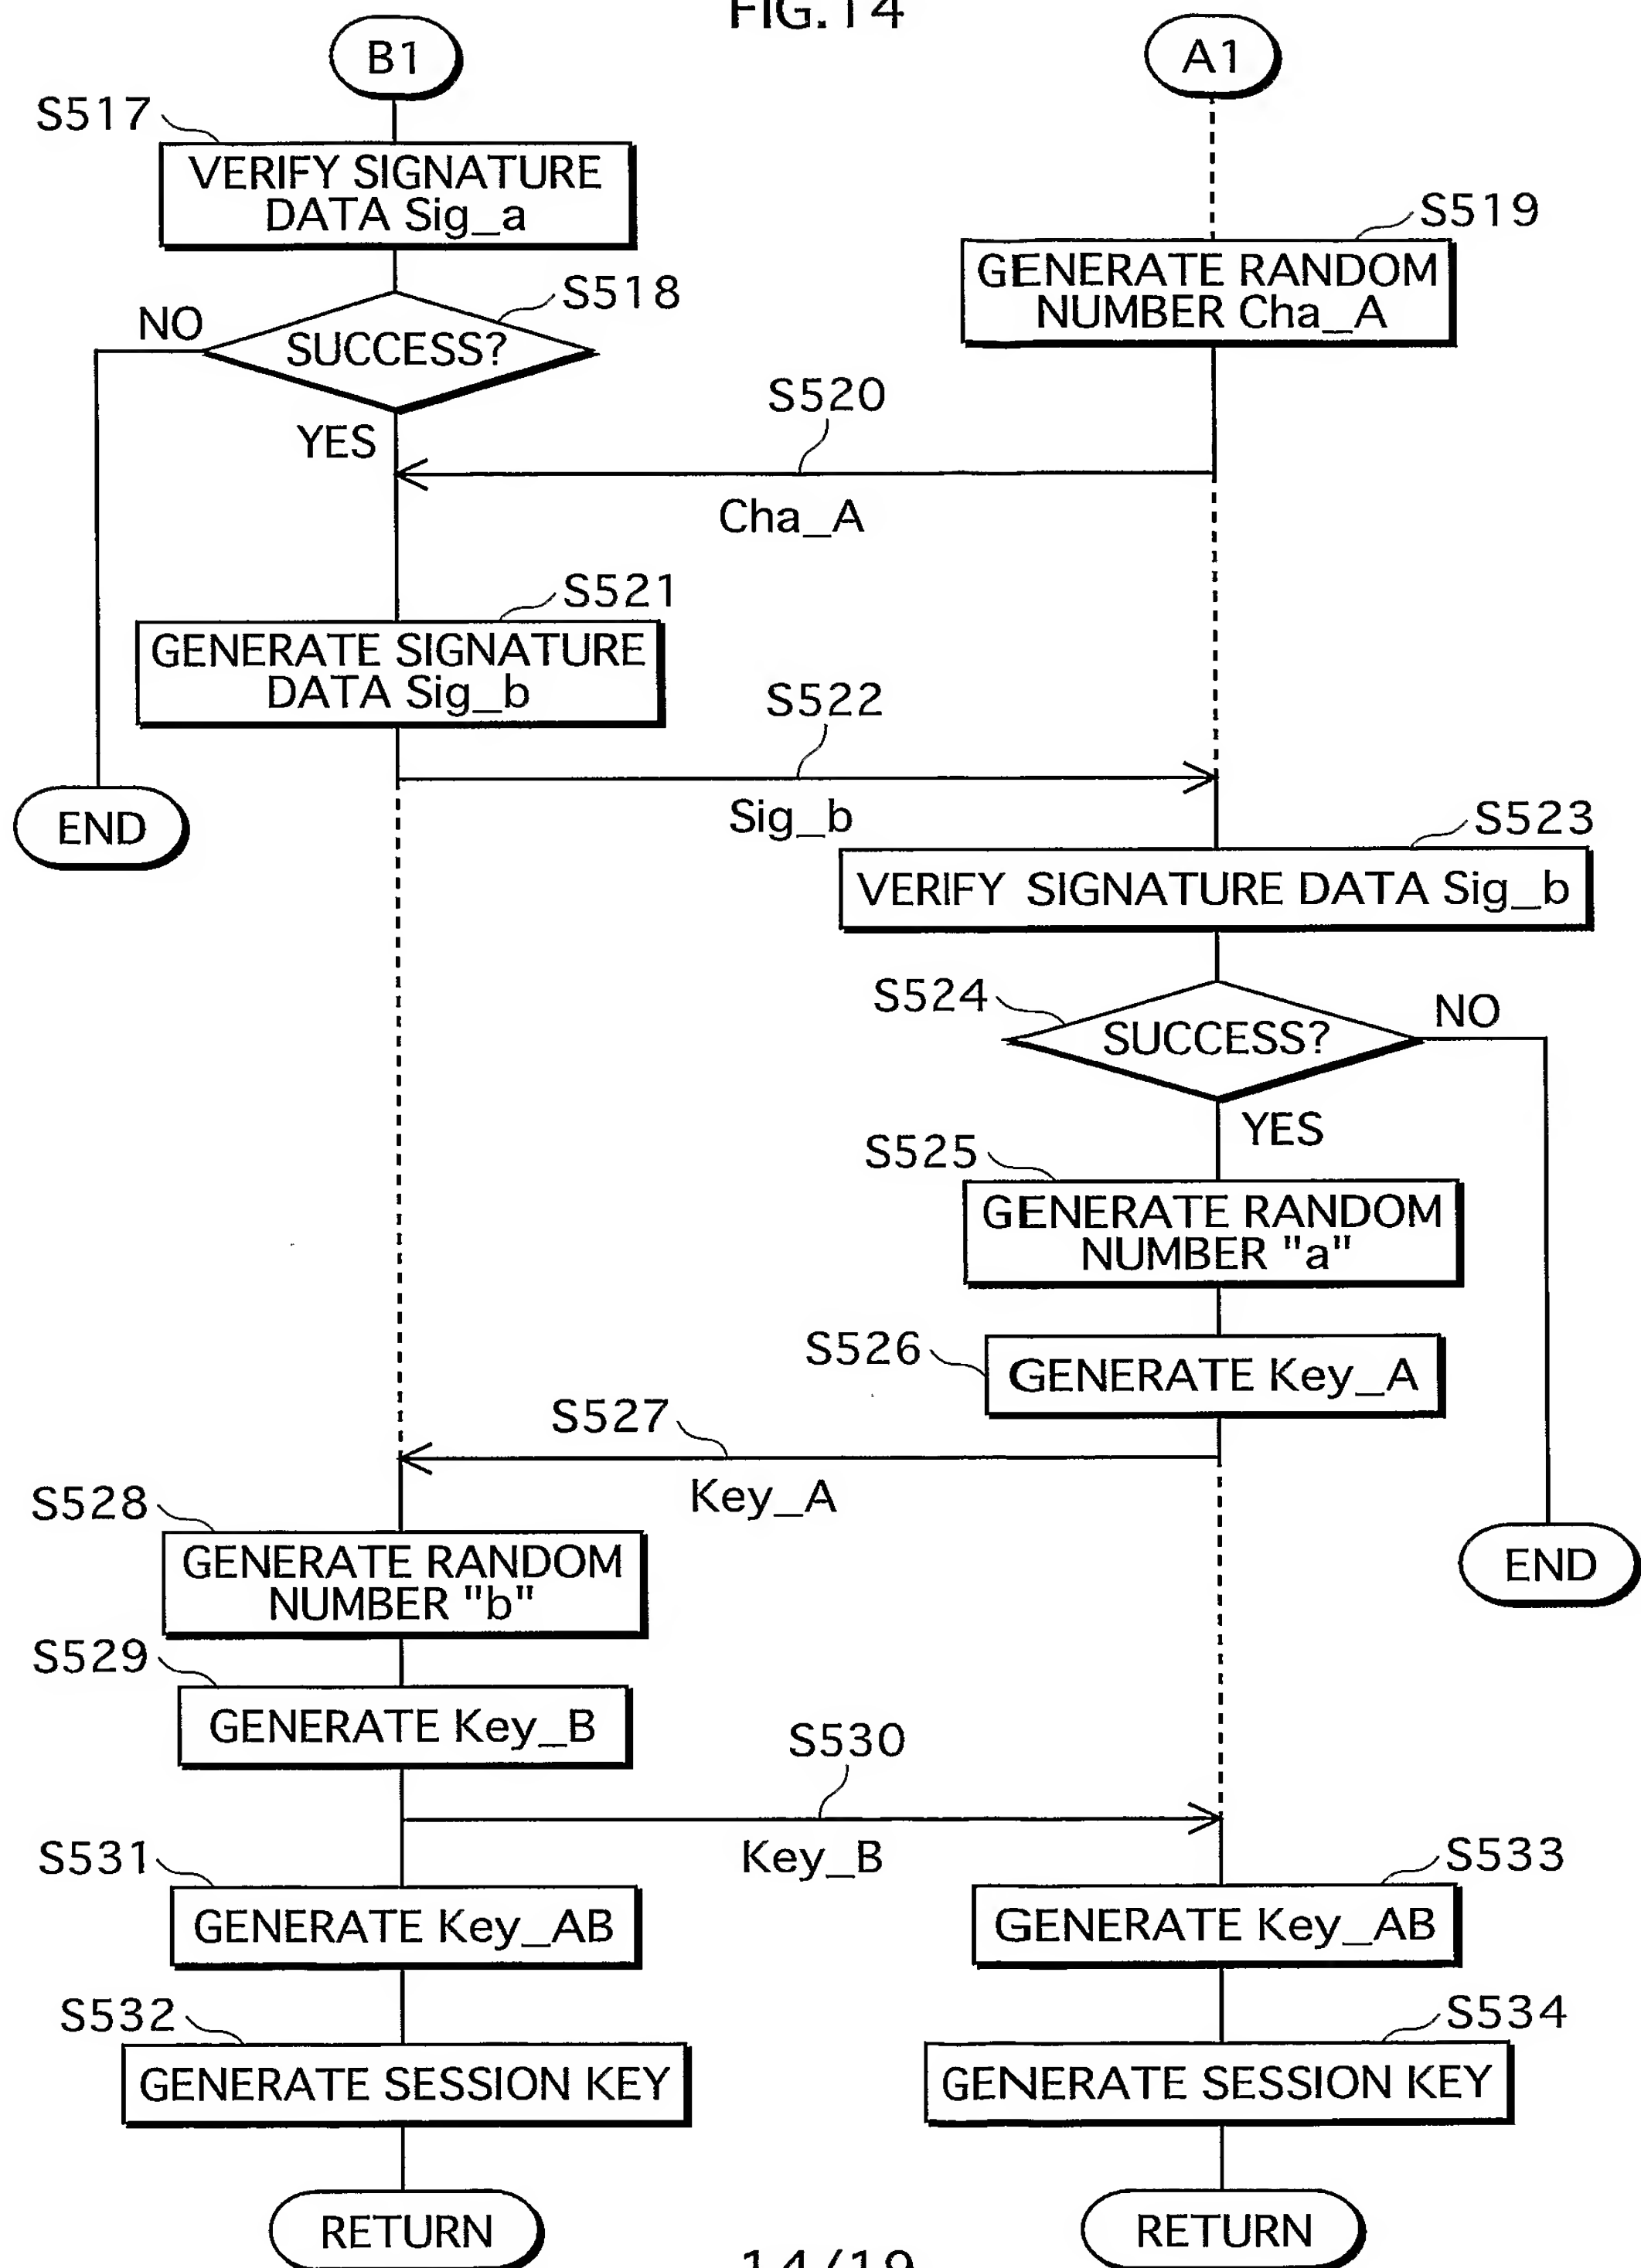 FIG.14
B1
A1
S517
VERIFY SIGNATURE
DATA Sig_a
S519
GENERATE RANDOM
NUMBER Cha_A
S518
NO
SUCCESS?
YES
S520
Cha_A
S521
GENERATE SIGNATURE
DATA Sig_b
S522
Sig_b
END
S523
VERIFY SIGNATURE DATA Sig_b
S524
SUCCESS?
NO
YES
S525
GENERATE RANDOM
NUMBER "a"
S526
GENERATE Key_A
S527
Key_A
END
S528
GENERATE RANDOM
NUMBER "b"
S529
GENERATE Key_B
S530
Key_B
S531
GENERATE Key_AB
S533
GENERATE Key_AB
S532
GENERATE SESSION KEY
S534
GENERATE SESSION KEY
RETURN
RETURN
14/19